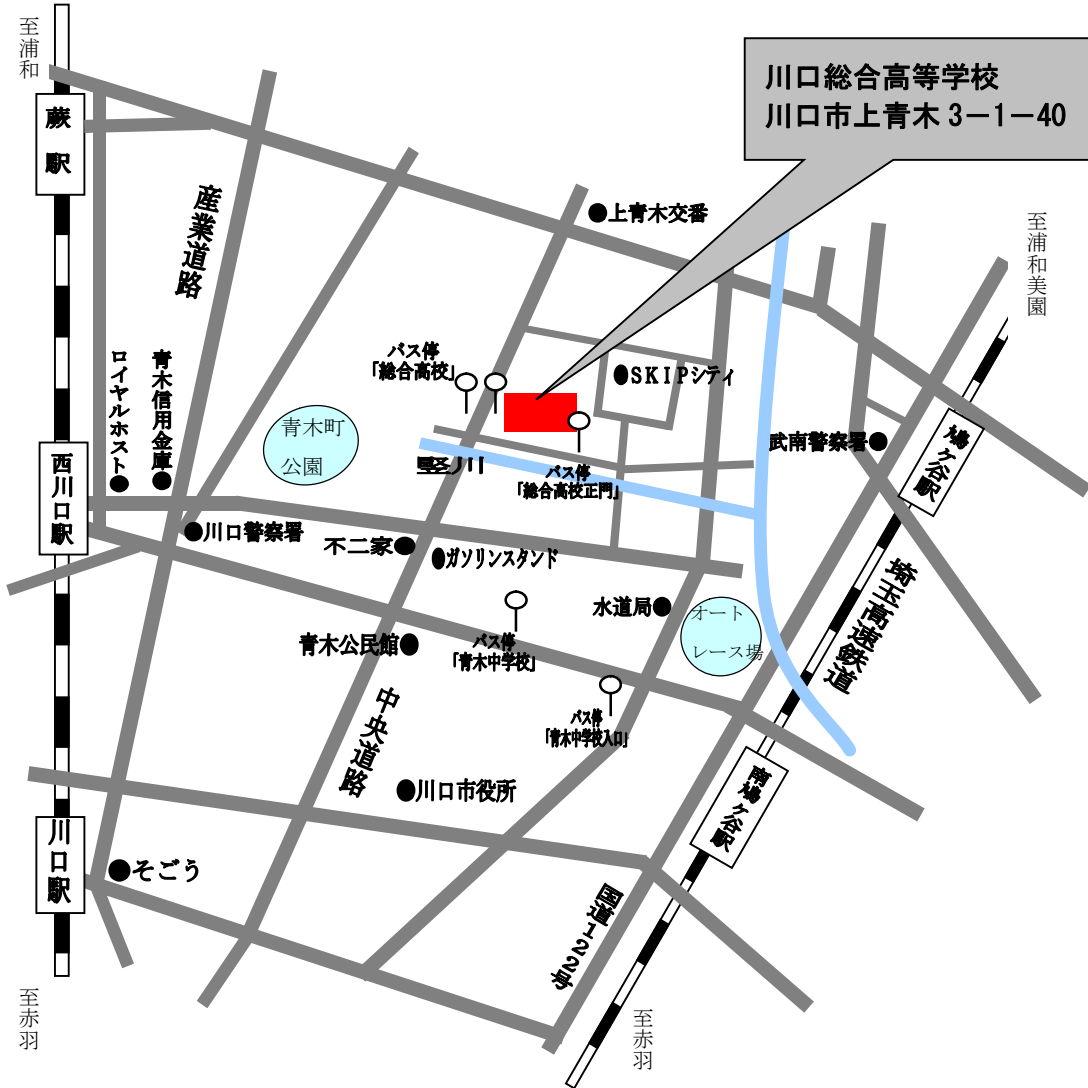 至浦和
川口総合高等学校
川口市上青木 3−1−40
蕨駅
産業道路
●上青木交番
至浦和美園
バス停
「総合高校」
●SKIPシティ
ロイヤルホスト●
青木信用金庫●
青木町
公園
武南警察署●
鳩ヶ谷駅
西川口駅
竪川
バス停
「総合高校正門」
●川口警察署
不二家●
●ガソリンスタンド
埼玉高速鉄道
水道局●
オート
レース場
青木公民館●
バス停
「青木中学校」
中央道路
バス停
「青木中学校入口」
●川口市役所
南鳩ヶ谷駅
川口駅
●そごう
国道122号
至赤羽
至赤羽